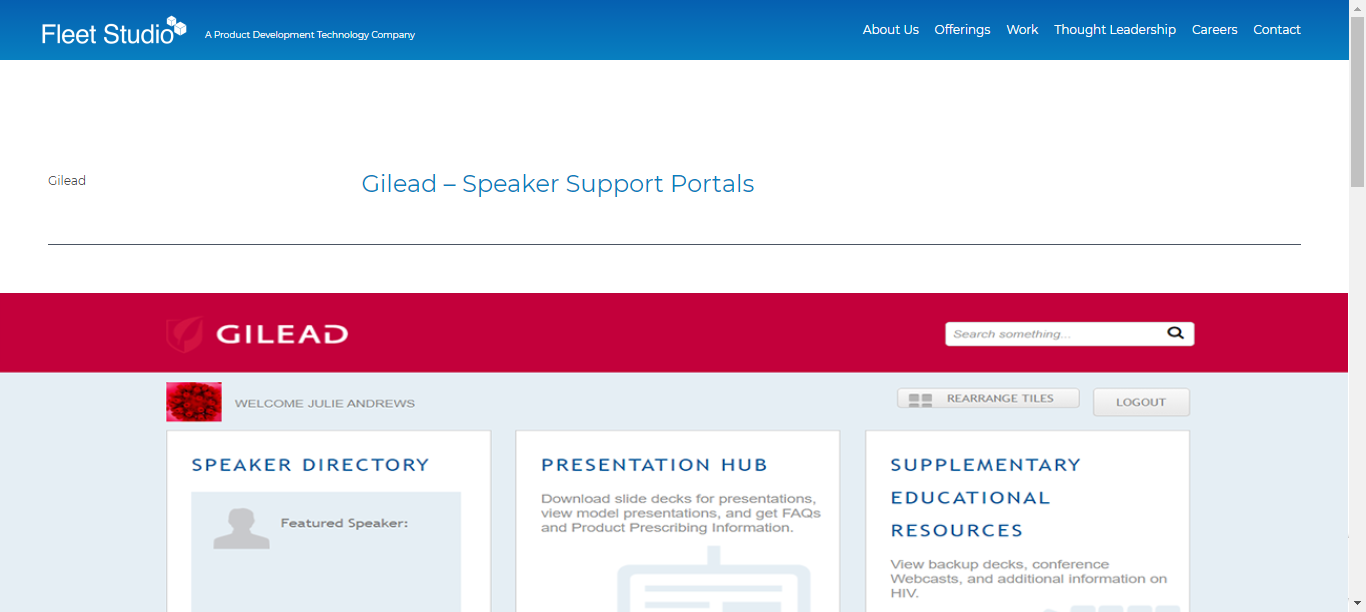 Fleet Studio
A Product Development Technology Company
About Us Offerings Work Thought Leadership Careers Contact
Gilead
Gilead – Speaker Support Portals
GILEAD
Search something...
WELCOME JULIE ANDREWS
REARRANGE TILES
LOGOUT
SPEAKER DIRECTORY
Featured Speaker:
PRESENTATION HUB
Download slide decks for presentations,
view model presentations, and get FAQs
and Product Prescribing Information.
SUPPLEMENTARY
EDUCATIONAL
RESOURCES
View backup decks, conference
Webcasts, and additional information on
HIV.